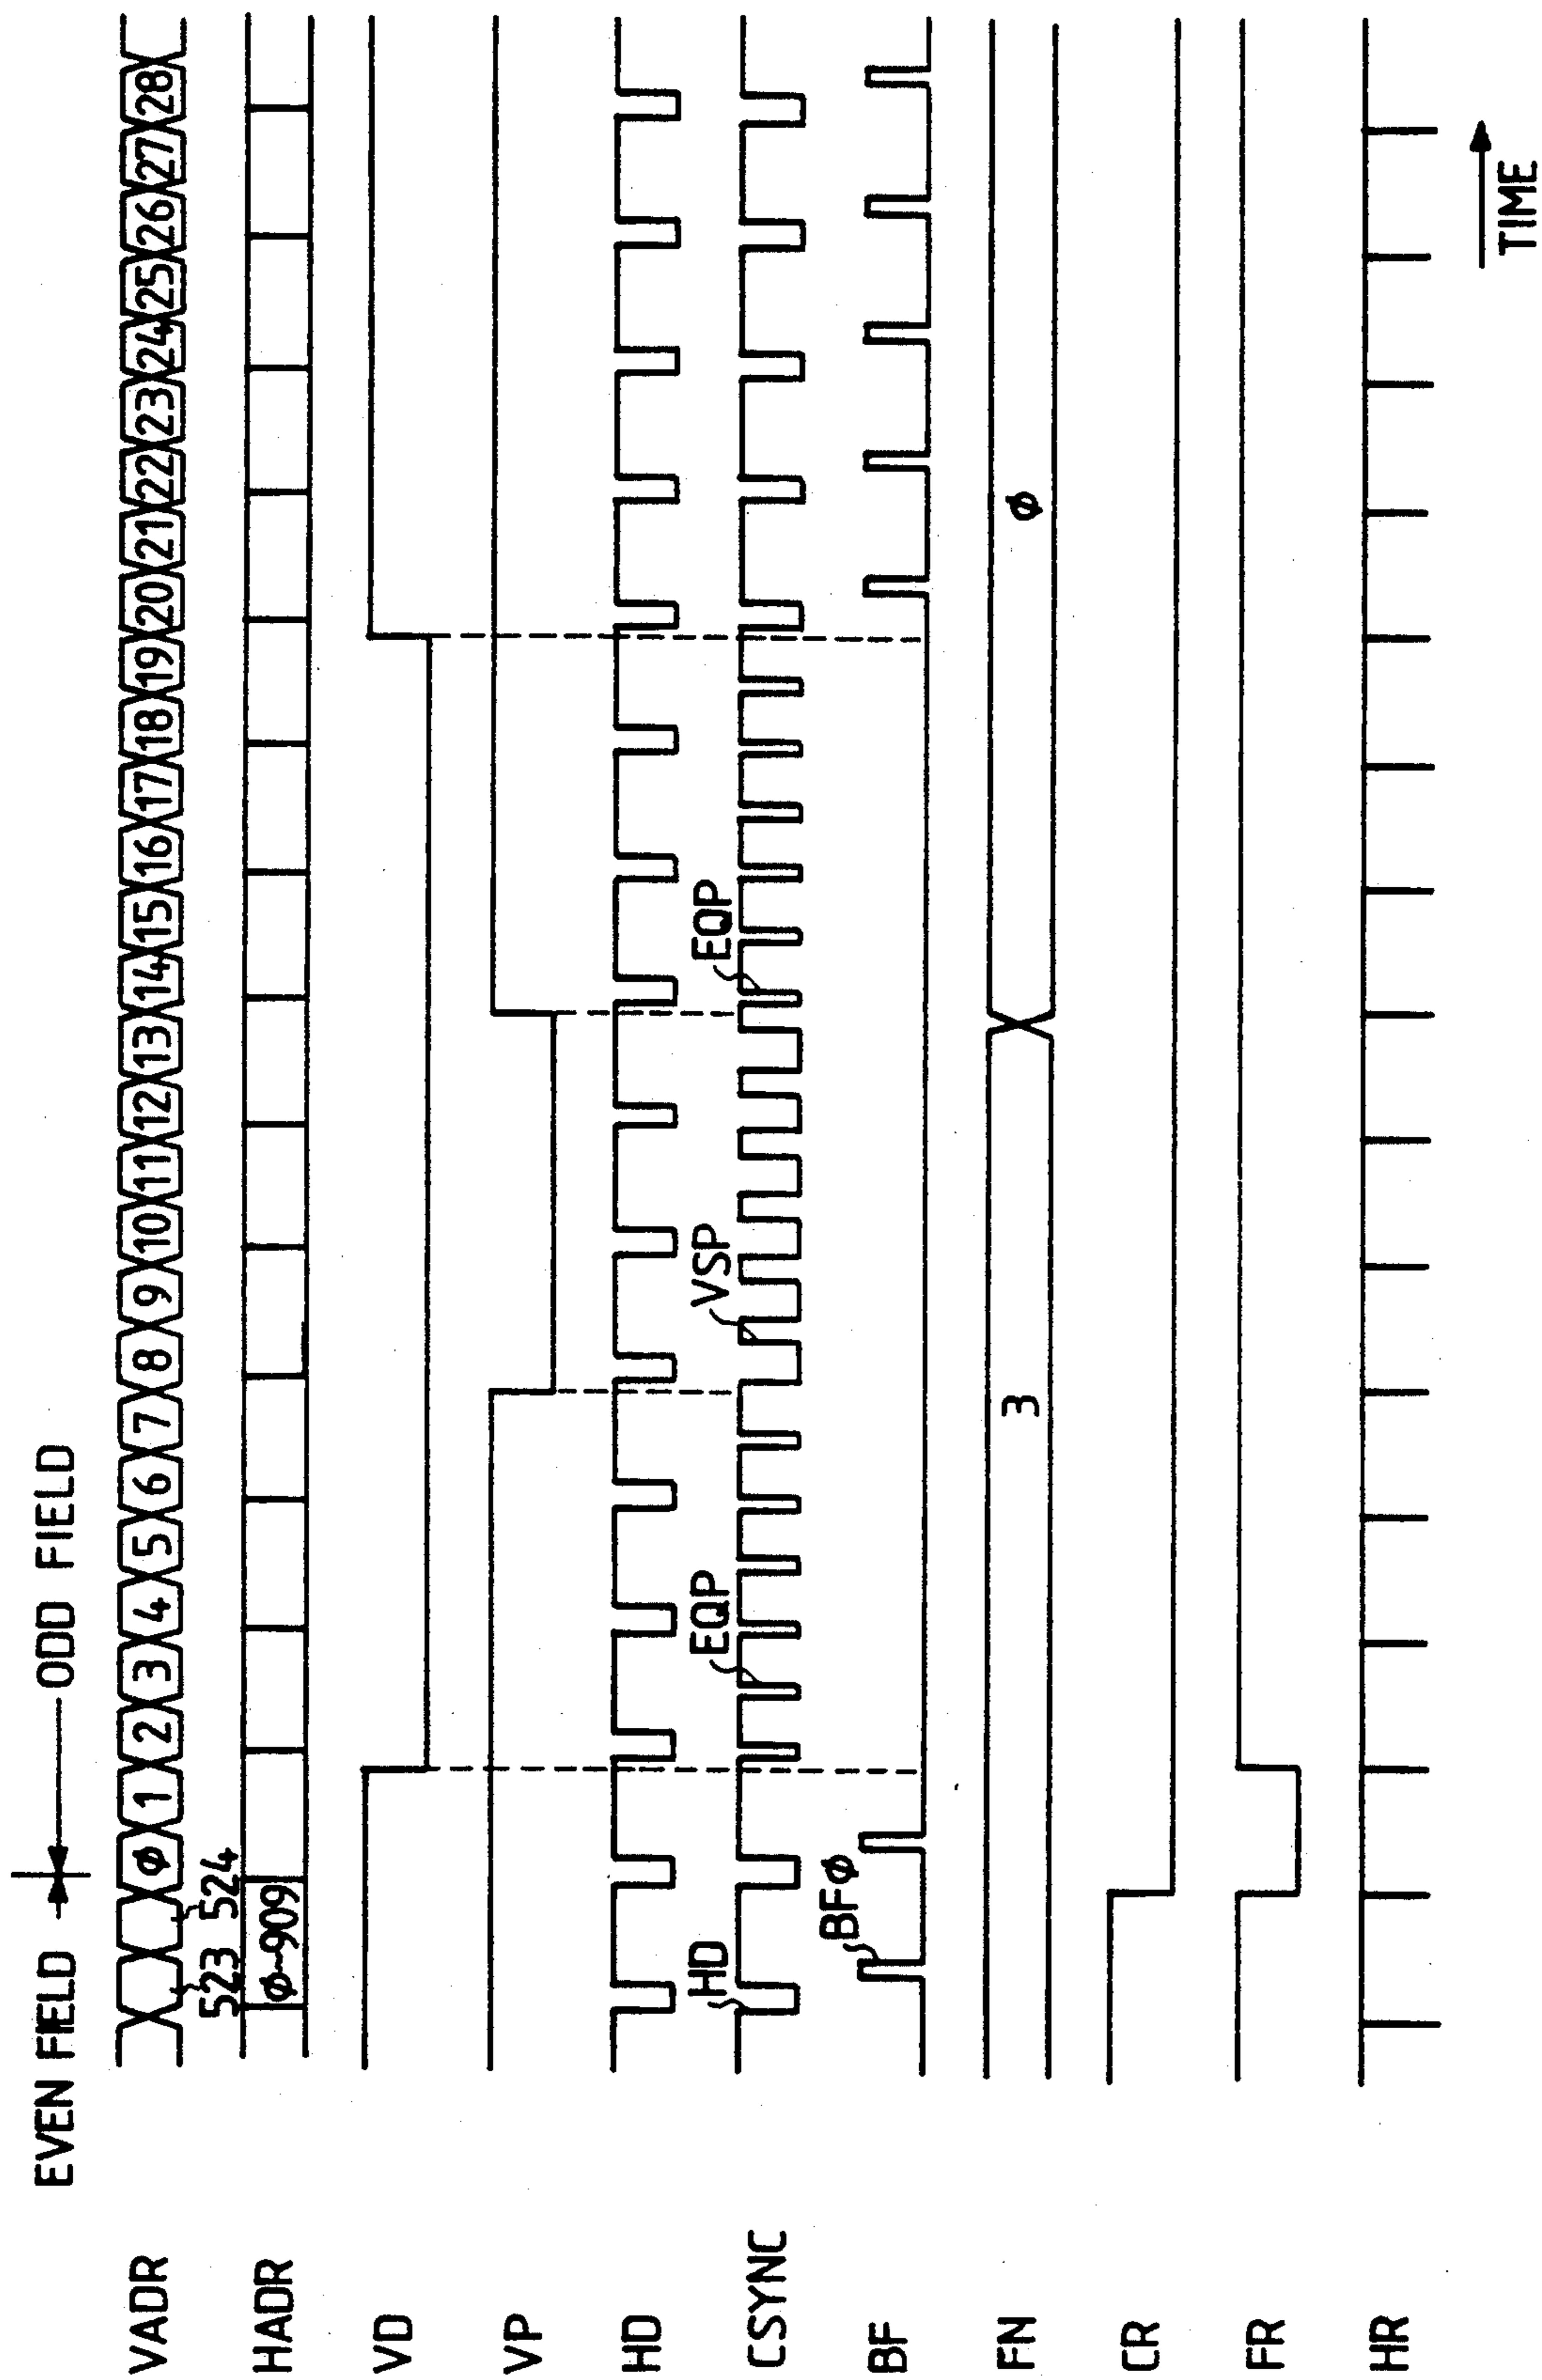 EVEN FIELD ODD FIELD
VADR 523 524 φ 1 2 3 4 5 6 7 8 9 10 11 12 13 14 15 16 17 18 19 20 21 22 23 24 25 26 27 28
HADR φ~909
VD
VP
HD
CSYNC HD EQP VSP EQP
BF BFφ
FN 3 φ
CR
FR
HR
TIME